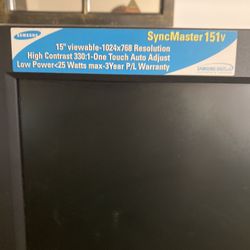 SAMSUNG
SyncMaster 151v
15" viewable-1024x768 Resolution
High Contrast 330:1-One Touch Auto Adjust
Low Power<25 Watts max-3Year P/L Warranty